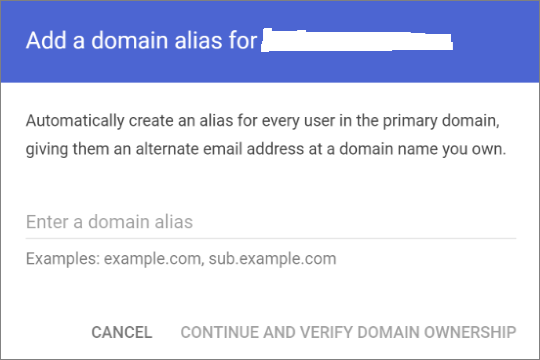 Add a domain alias for
Automatically create an alias for every user in the primary domain,
giving them an alternate email address at a domain name you own.
Enter a domain alias
Examples: example.com, sub.example.com
CANCEL CONTINUE AND VERIFY DOMAIN OWNERSHIP